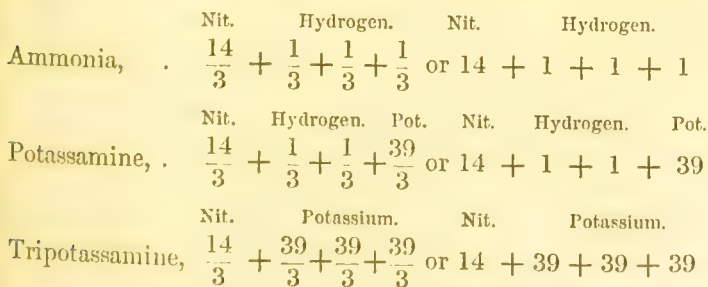 Nit. Hydrogen. Nit. Hydrogen.
Ammonia, . 14/3 + 1/3 + 1/3 + 1/3 or 14 + 1 + 1 + 1
Nit. Hydrogen. Pot. Nit. Hydrogen. Pot.
Potassamine, . 14/3 + 1/3 + 1/3 + 39/3 or 14 + 1 + 1 + 39
Nit. Potassium. Nit. Potassium.
Tripotassamine, 14/3 + 39/3 + 39/3 + 39/3 or 14 + 39 + 39 + 39